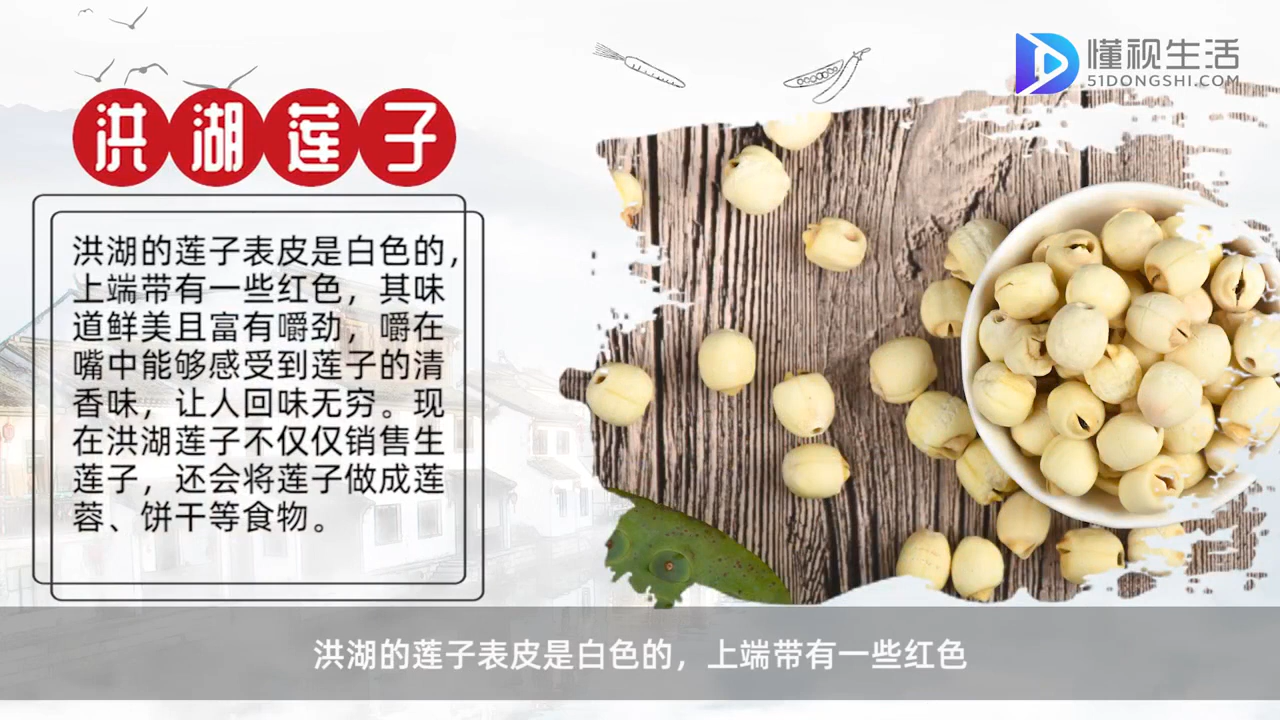 懂视生活
51DONGSHI.COM
洪湖莲子
洪湖的莲子表皮是白色的，
上端带有一些红色，其味
道鲜美且富有嚼劲，嚼在
嘴中能够感受到莲子的清
香味，让人回味无穷。现
在洪湖莲子不仅仅销售生
莲子，还会将莲子做成莲
蓉、饼干等食物。
洪湖的莲子表皮是白色的，上端带有一些红色